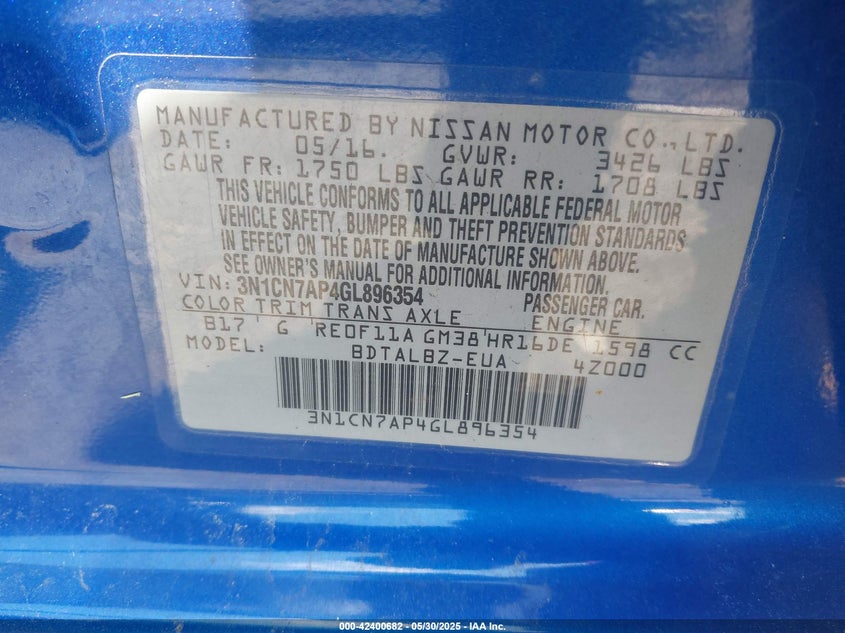 MANUFACTURED BY NISSAN MOTOR CO., LTD.
DATE: 05/16. GVWR: 3426 LBS
GAWR FR: 1750 LBS GAWR RR: 1708 LBS
THIS VEHICLE CONFORMS TO ALL APPLICABLE FEDERAL MOTOR
VEHICLE SAFETY, BUMPER AND THEFT PREVENTION STANDARDS
IN EFFECT ON THE DATE OF MANUFACTURE SHOWN ABOVE.
SEE OWNER'S MANUAL FOR ADDITIONAL INFORMATION.
VIN: 3N1CN7AP4GL896354 PASSENGER CAR.
COLOR TRIM TRANS AXLE ENGINE
B17 G RE0F11A GM38 HR16DE 1598 CC
MODEL: BDTALBZ-EUA 4Z000
3N1CN7AP4GL896354
000-42400682 - 05/30/2025 - IAA Inc.